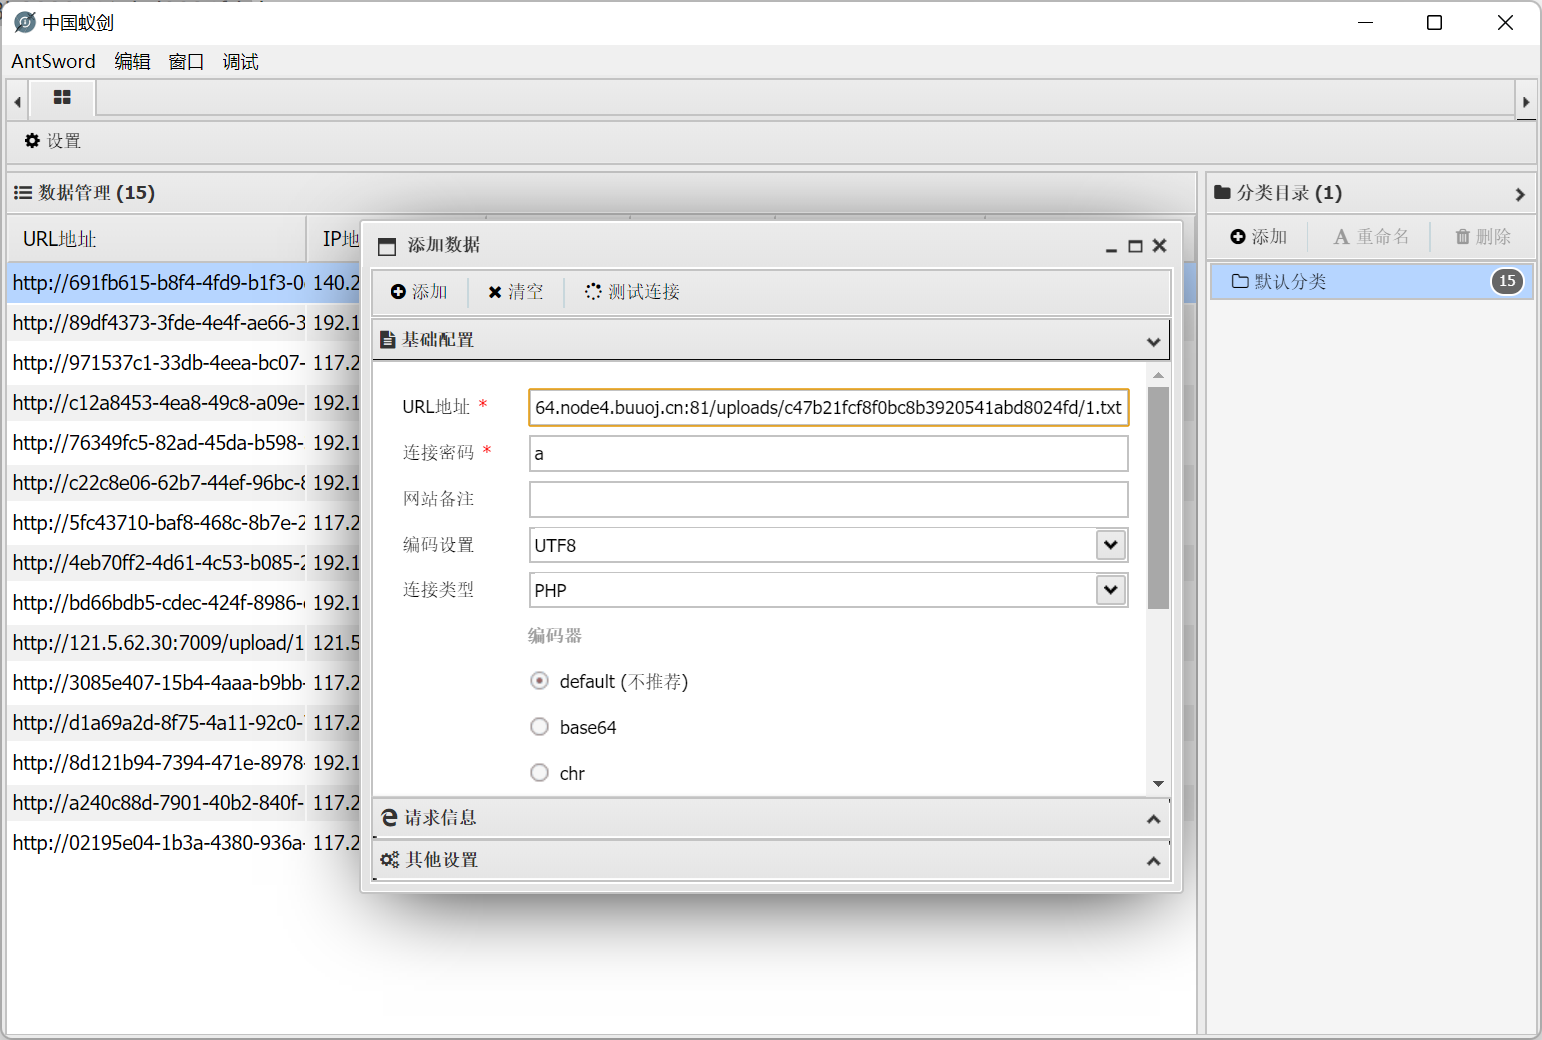 中国蚁剑
AntSword 编辑 窗口 调试
设置
数据管理 (15)
URL地址 IP地
http://691fb615-b8f4-4fd9-b1f3-0 140.2
http://89df4373-3fde-4e4f-ae66-3 192.1
http://971537c1-33db-4eea-bc07- 117.2
http://c12a8453-4ea8-49c8-a09e- 192.1
http://76349fc5-82ad-45da-b598- 192.1
http://c22c8e06-62b7-44ef-96bc-8 192.1
http://5fc43710-baf8-468c-8b7e-2 117.2
http://4eb70ff2-4d61-4c53-b085-2 192.1
http://bd66bdb5-cdec-424f-8986- 192.1
http://121.5.62.30:7009/upload/1 121.5
http://3085e407-15b4-4aaa-b9bb- 117.2
http://d1a69a2d-8f75-4a11-92c0- 117.2
http://8d121b94-7394-471e-8978- 192.1
http://a240c88d-7901-40b2-840f- 117.2
http://02195e04-1b3a-4380-936a- 117.2
添加数据
添加 清空 测试连接
基础配置
URL地址 * 64.node4.buuoj.cn:81/uploads/c47b21fcf8f0bc8b3920541abd8024fd/1.txt
连接密码 * a
网站备注
编码设置 UTF8
连接类型 PHP
编码器
default (不推荐)
base64
chr
请求信息
其他设置
分类目录 (1)
添加 重命名 删除
默认分类 15